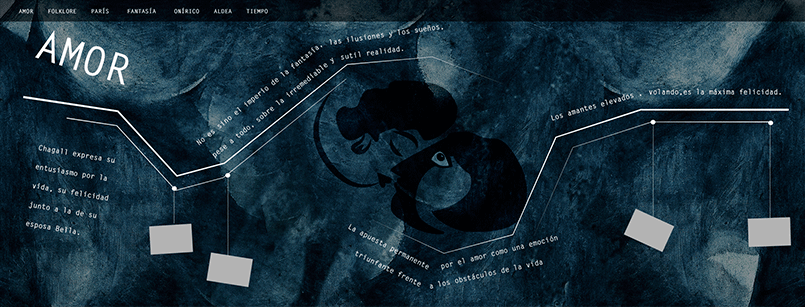 AMOR FOLKLORE PARÍS FANTASÍA ONÍRICO ALDEA TIEMPO
AMOR
Chagall expresa su
entusiasmo por la
vida, su felicidad
junto a la de su
esposa Bella.
No es sino el imperio de la fantasía, las ilusiones y los sueños,
pese a todo, sobre la irremediable y sutil realidad.
La apuesta permanente por el amor como una emoción
triunfante frente a los obstáculos de la vida
Los amantes elevados , volando,es la máxima felicidad.